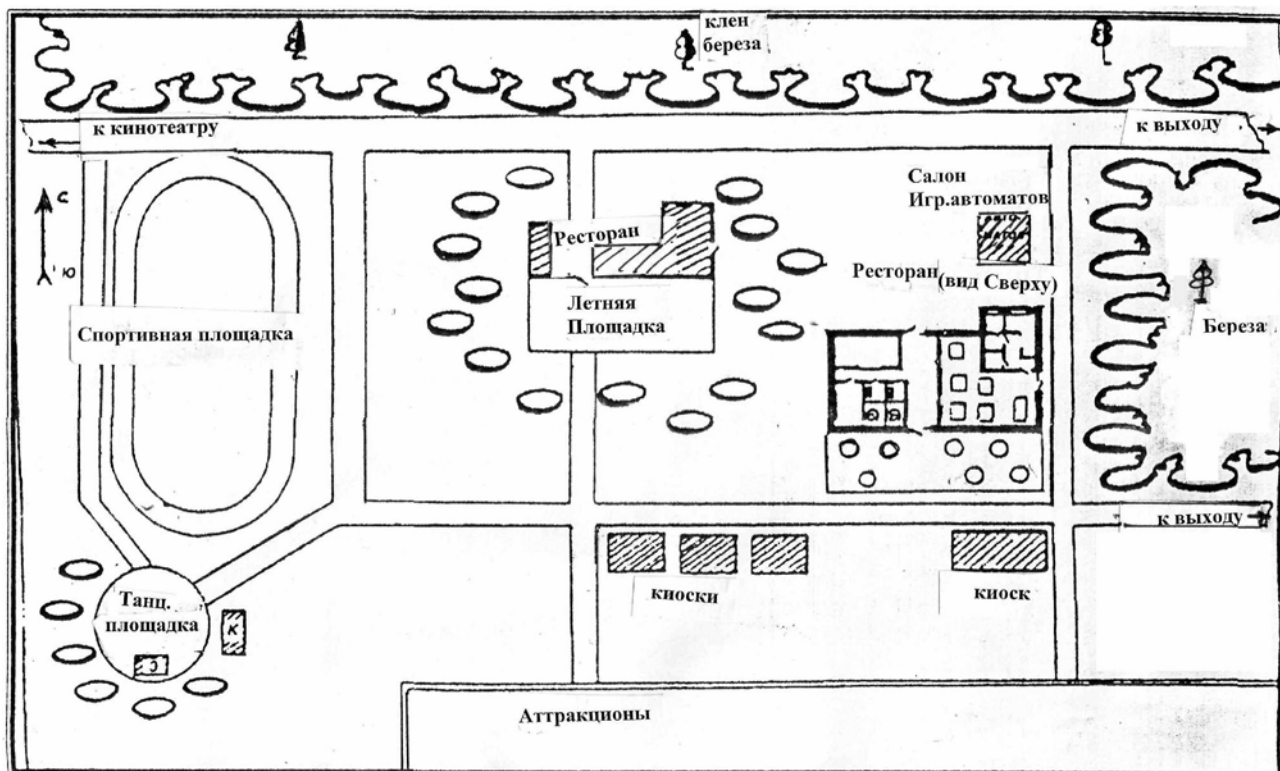 клен
береза
к кинотеатру
к выходу
с
ю
Салон
Игр.автоматов
Ресторан
Ресторан(вид Сверху)
Летняя
Площадка
Спортивная площадка
Береза
к выходу
киоски
киоск
Танц.
площадка
К
Э
Аттракционы